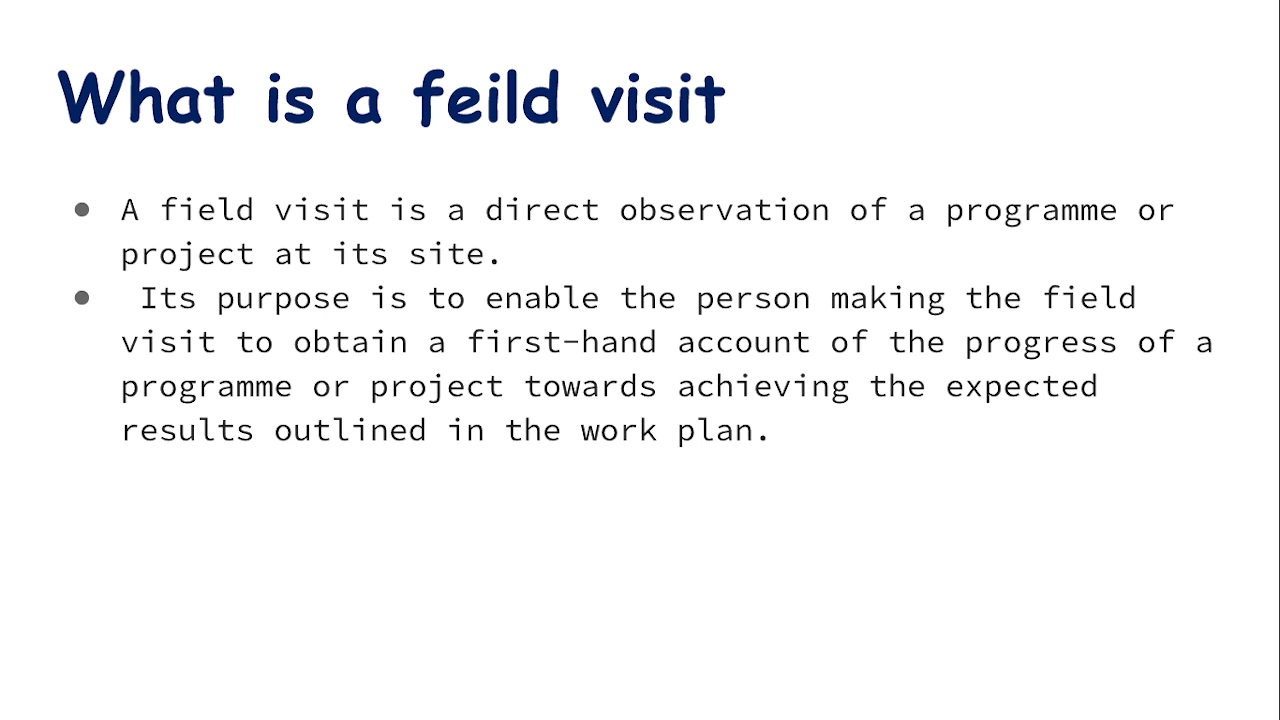 What is a feild visit
● A field visit is a direct observation of a programme or
project at its site.
● Its purpose is to enable the person making the field
visit to obtain a first-hand account of the progress of a
programme or project towards achieving the expected
results outlined in the work plan.